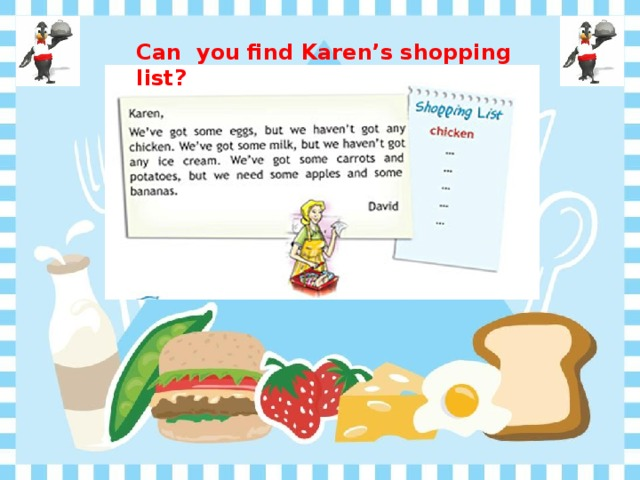 Can  you find Karen’s shopping
list?
Karen,
We've got some eggs, but we haven't got any
chicken. We've got some milk, but we haven't got
any ice cream. We've got some carrots and
potatoes, but we need some apples and some
bananas.
David
Shopping List
chicken
...
...
...
...
...